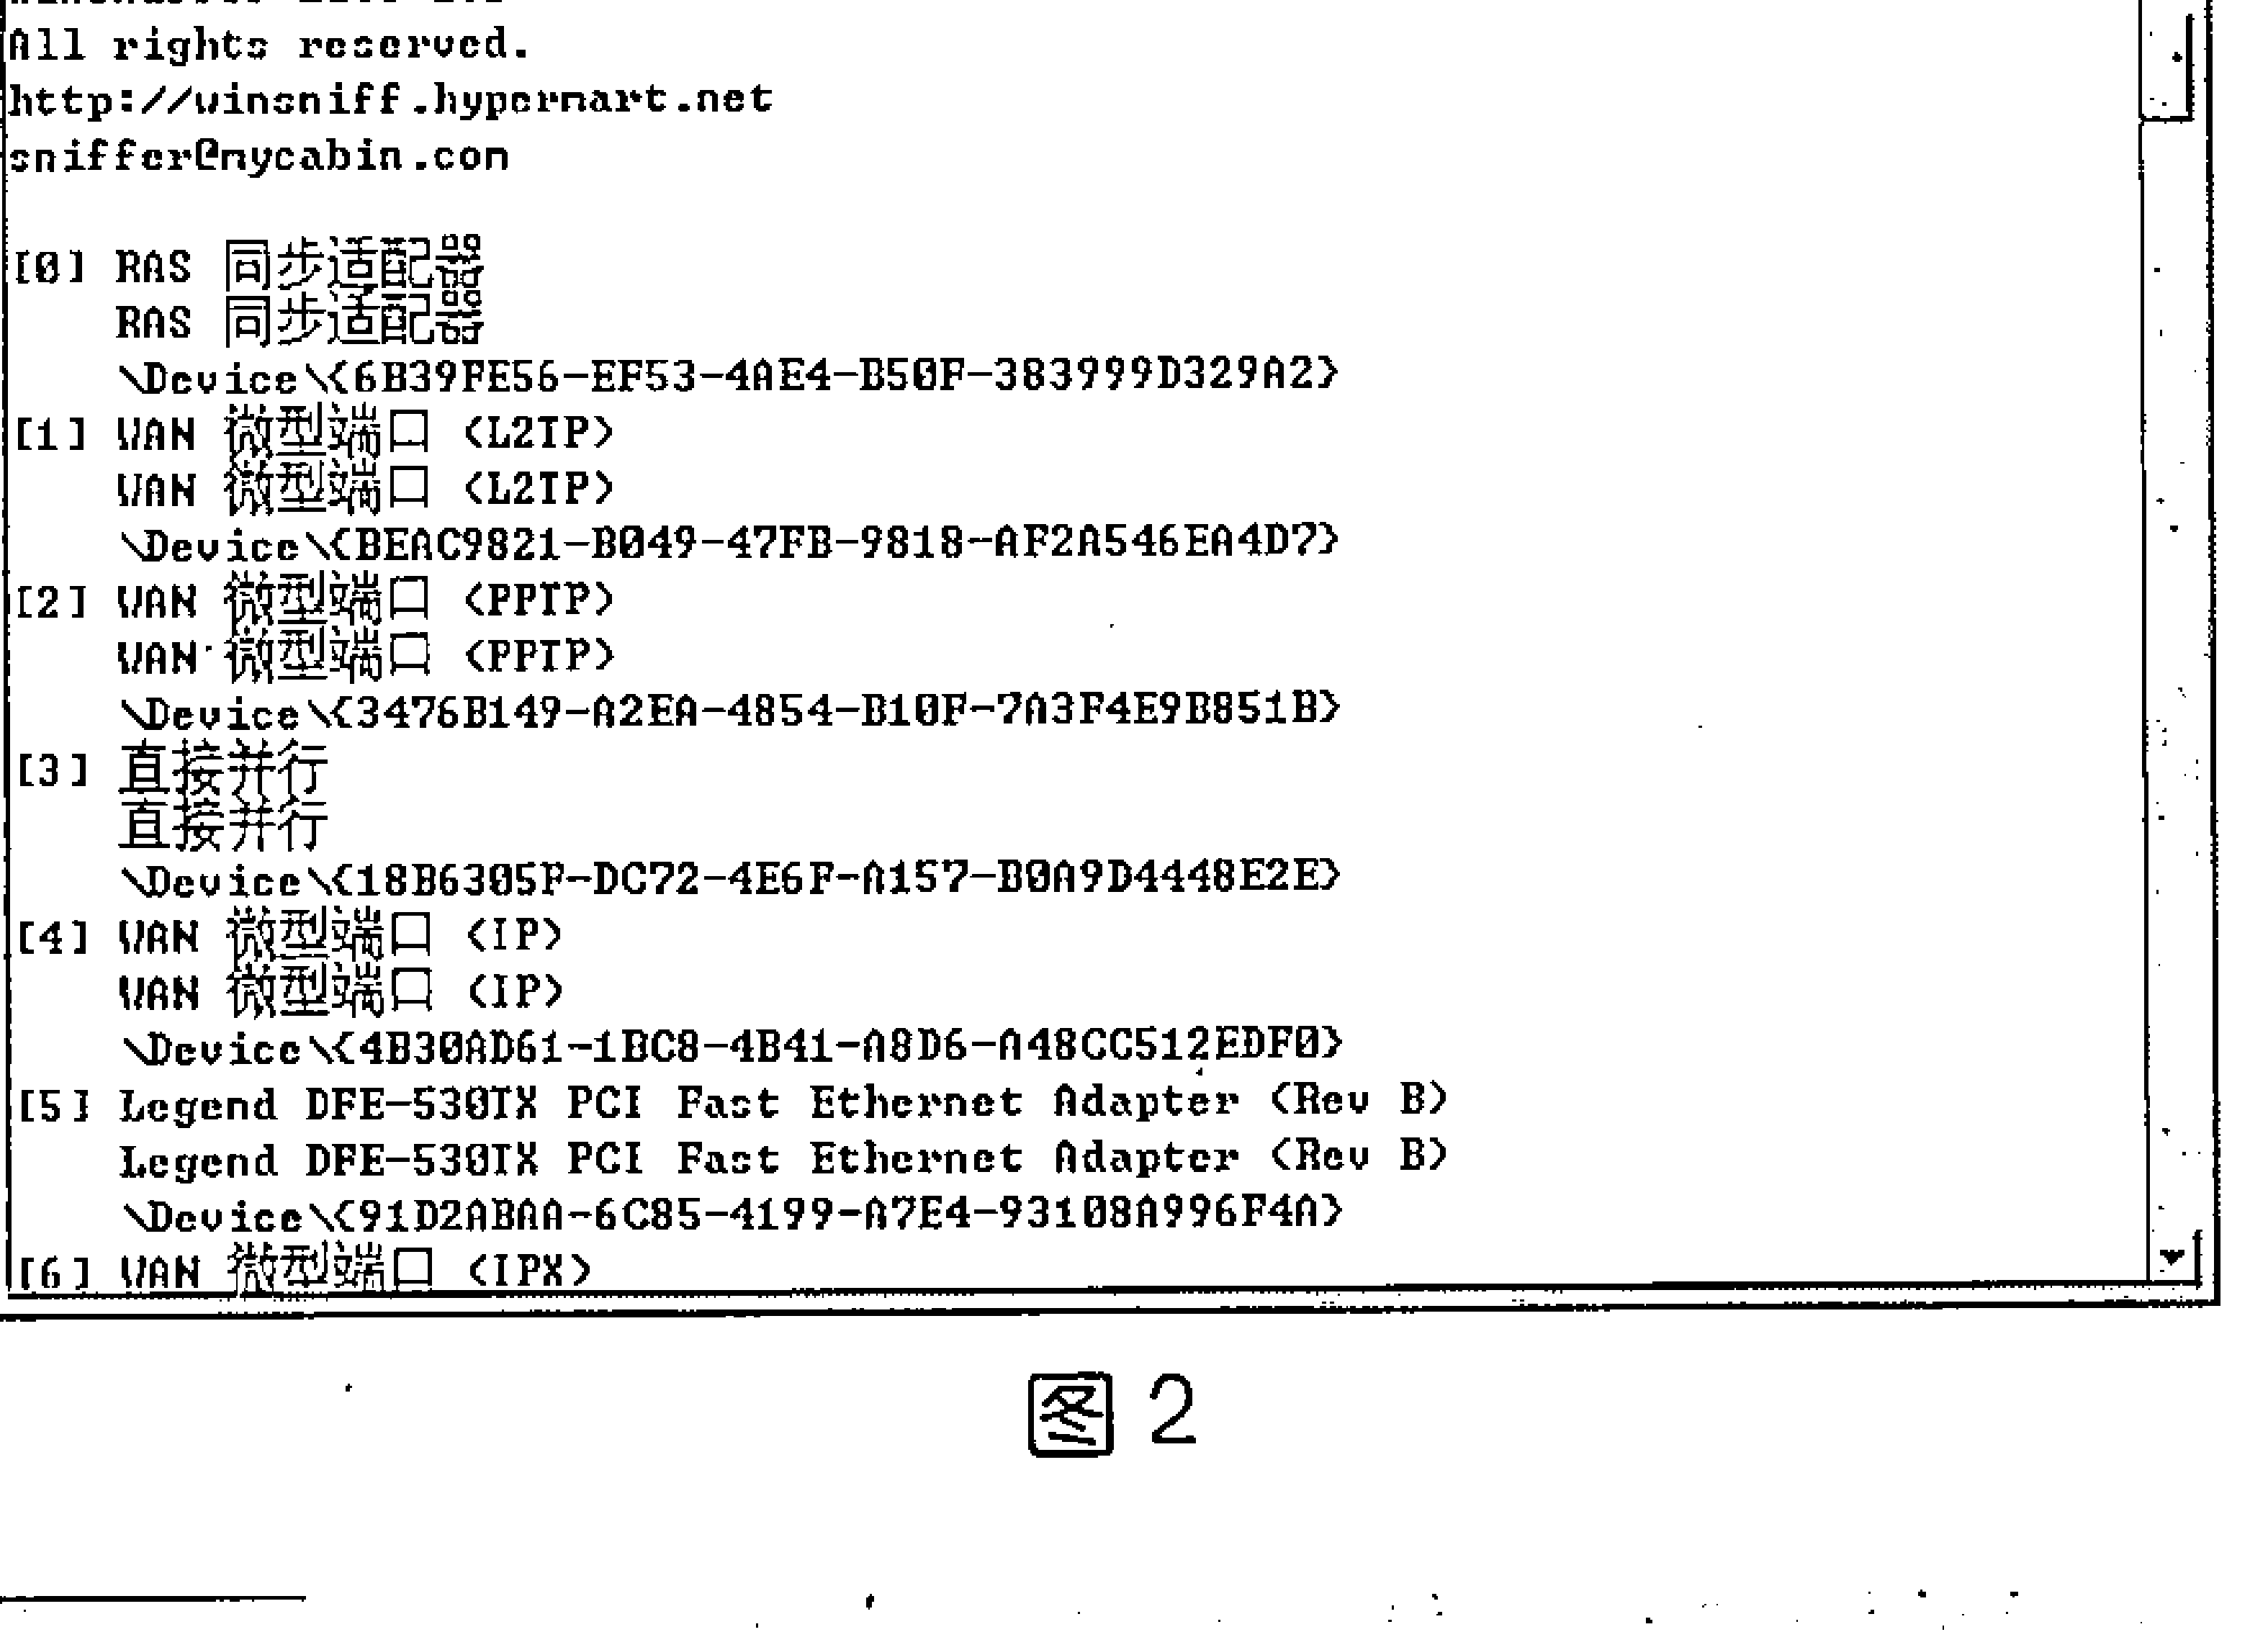 All rights reserved.
http://winsniff.hypermart.net
sniffer@mycabin.com
[0] RAS 同步适配器
RAS 同步适配器
\Device\{6B39FE56-EF53-4AE4-B50F-383999D329A2}
[1] WAN 微型端口 (L2TP)
WAN 微型端口 (L2TP)
\Device\{BEAC9821-B049-47FB-9818-AF2A546EA4D7}
[2] WAN 微型端口 (PPTP)
WAN 微型端口 (PPTP)
\Device\{3476B149-A2EA-4854-B10F-7A3F4E9B851B}
[3] 直接并行
直接并行
\Device\{18B6305F-DC72-4E6F-A157-B0A9D4448E2E}
[4] WAN 微型端口 (IP)
WAN 微型端口 (IP)
\Device\{4B30AD61-1BC8-4B41-A8D6-A48CC512EDF0}
[5] Legend DFE-530TX PCI Fast Ethernet Adapter (Rev B)
Legend DFE-530TX PCI Fast Ethernet Adapter (Rev B)
\Device\{91D2ABAA-6C85-4199-A7E4-93108A996F4A}
[6] WAN 微型端口 (IPX)
图 2